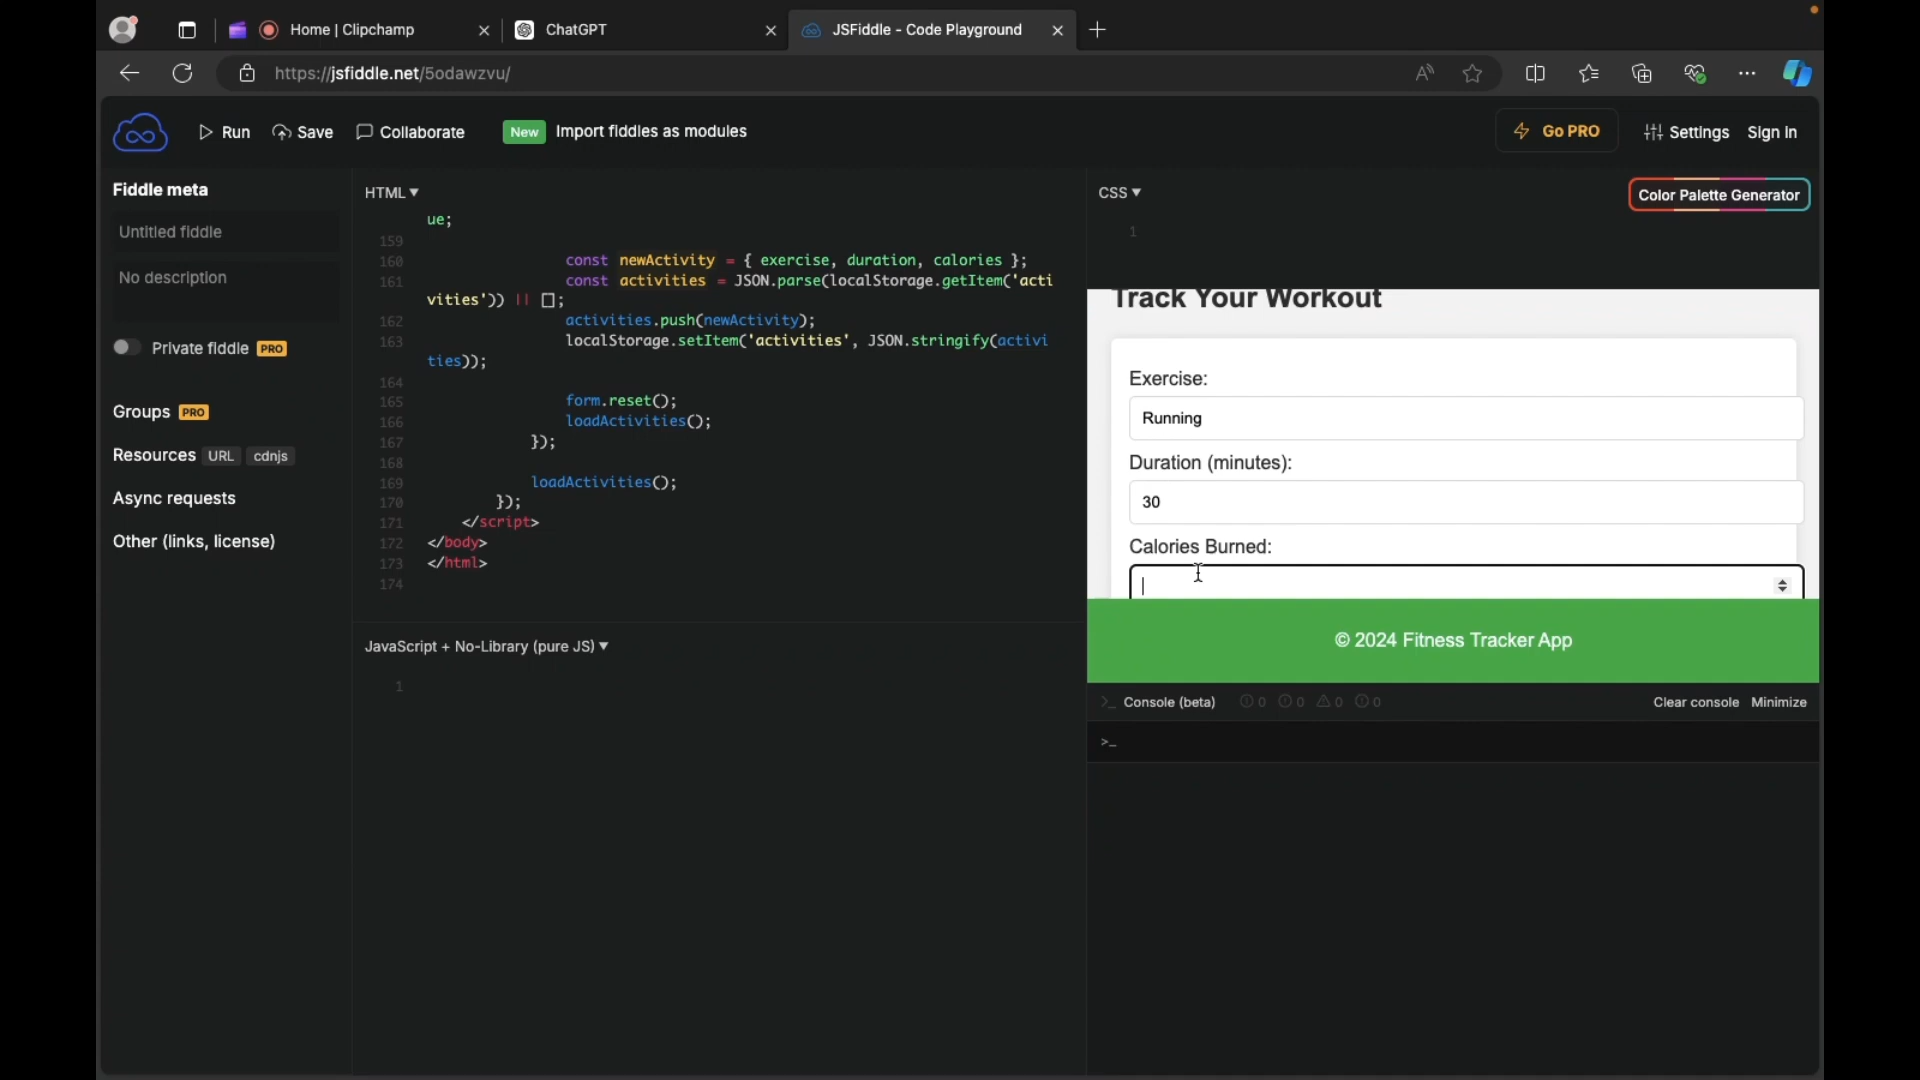 Home | Clipchamp
ChatGPT
JSFiddle - Code Playground
https://jsfiddle.net/5odawzvu/
Run
Save
Collaborate
New
Import fiddles as modules
Go PRO
Settings
Sign in
Fiddle meta
Untitled fiddle
No description
Private fiddle PRO
Groups PRO
Resources URL cdnjs
Async requests
Other (links, license)
HTML
ue;
159
160 const newActivity = { exercise, duration, calories };
161 const activities = JSON.parse(localStorage.getItem('acti
vities')) || [];
162 activities.push(newActivity);
163 localStorage.setItem('activities', JSON.stringify(activi
ties));
164
165 form.reset();
166 loadActivities();
167 });
168
169 loadActivities();
170 });
171 </script>
172 </body>
173 </html>
174
JavaScript + No-Library (pure JS)
1
CSS
Color Palette Generator
1
Track Your Workout
Exercise:
Running
Duration (minutes):
30
Calories Burned:
© 2024 Fitness Tracker App
>_ Console (beta) 0 0 0 0 Clear console Minimize
>_